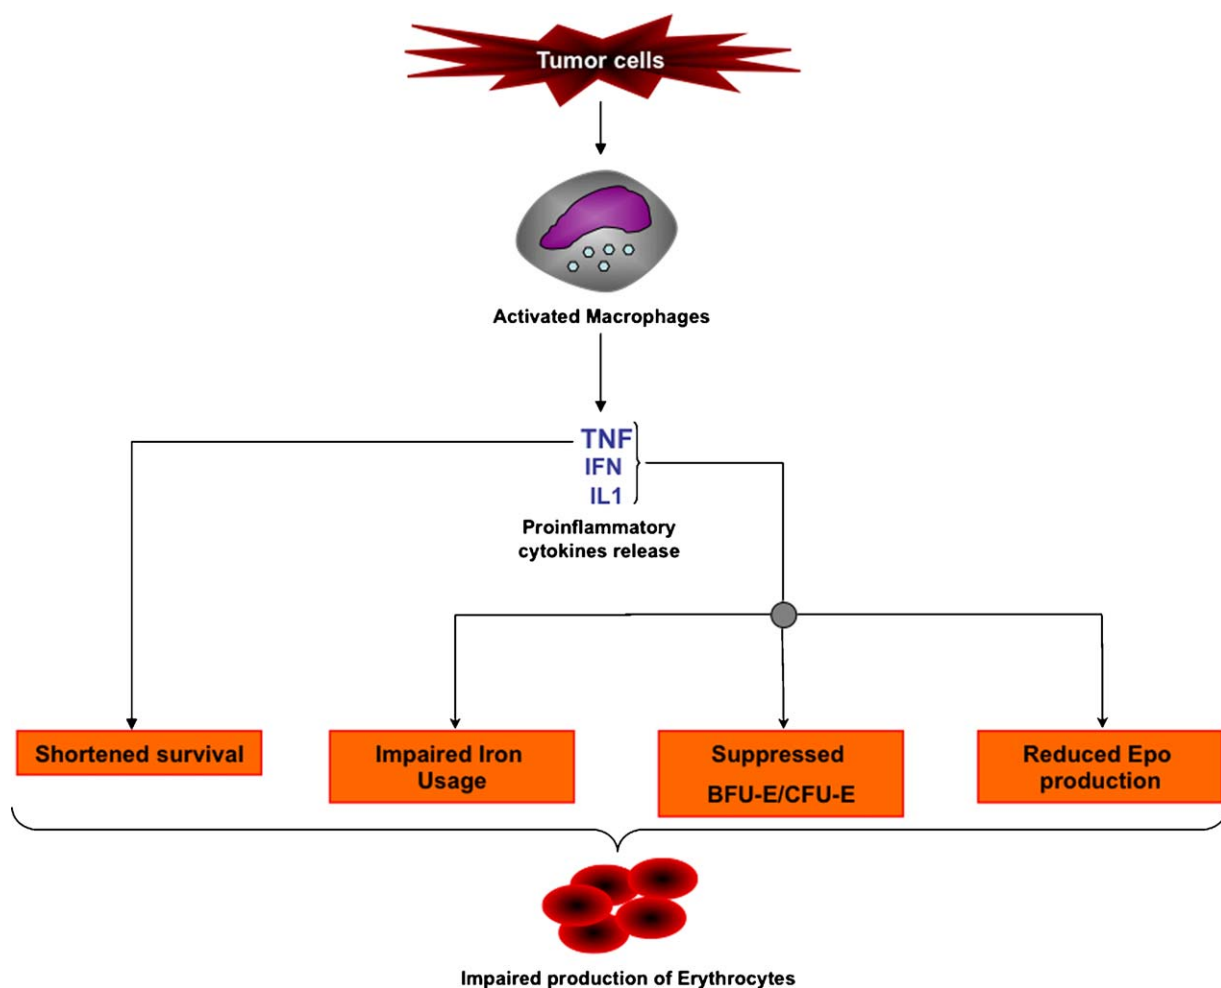 Tumor cells
Activated Macrophages
TNF
IFN
IL1
Proinflammatory
cytokines release
Shortened survival
Impaired Iron
Usage
Suppressed
BFU-E/CFU-E
Reduced Epo
production
Impaired production of Erythrocytes